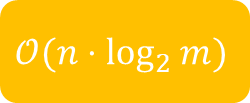 𝒪(n · log₂ m)